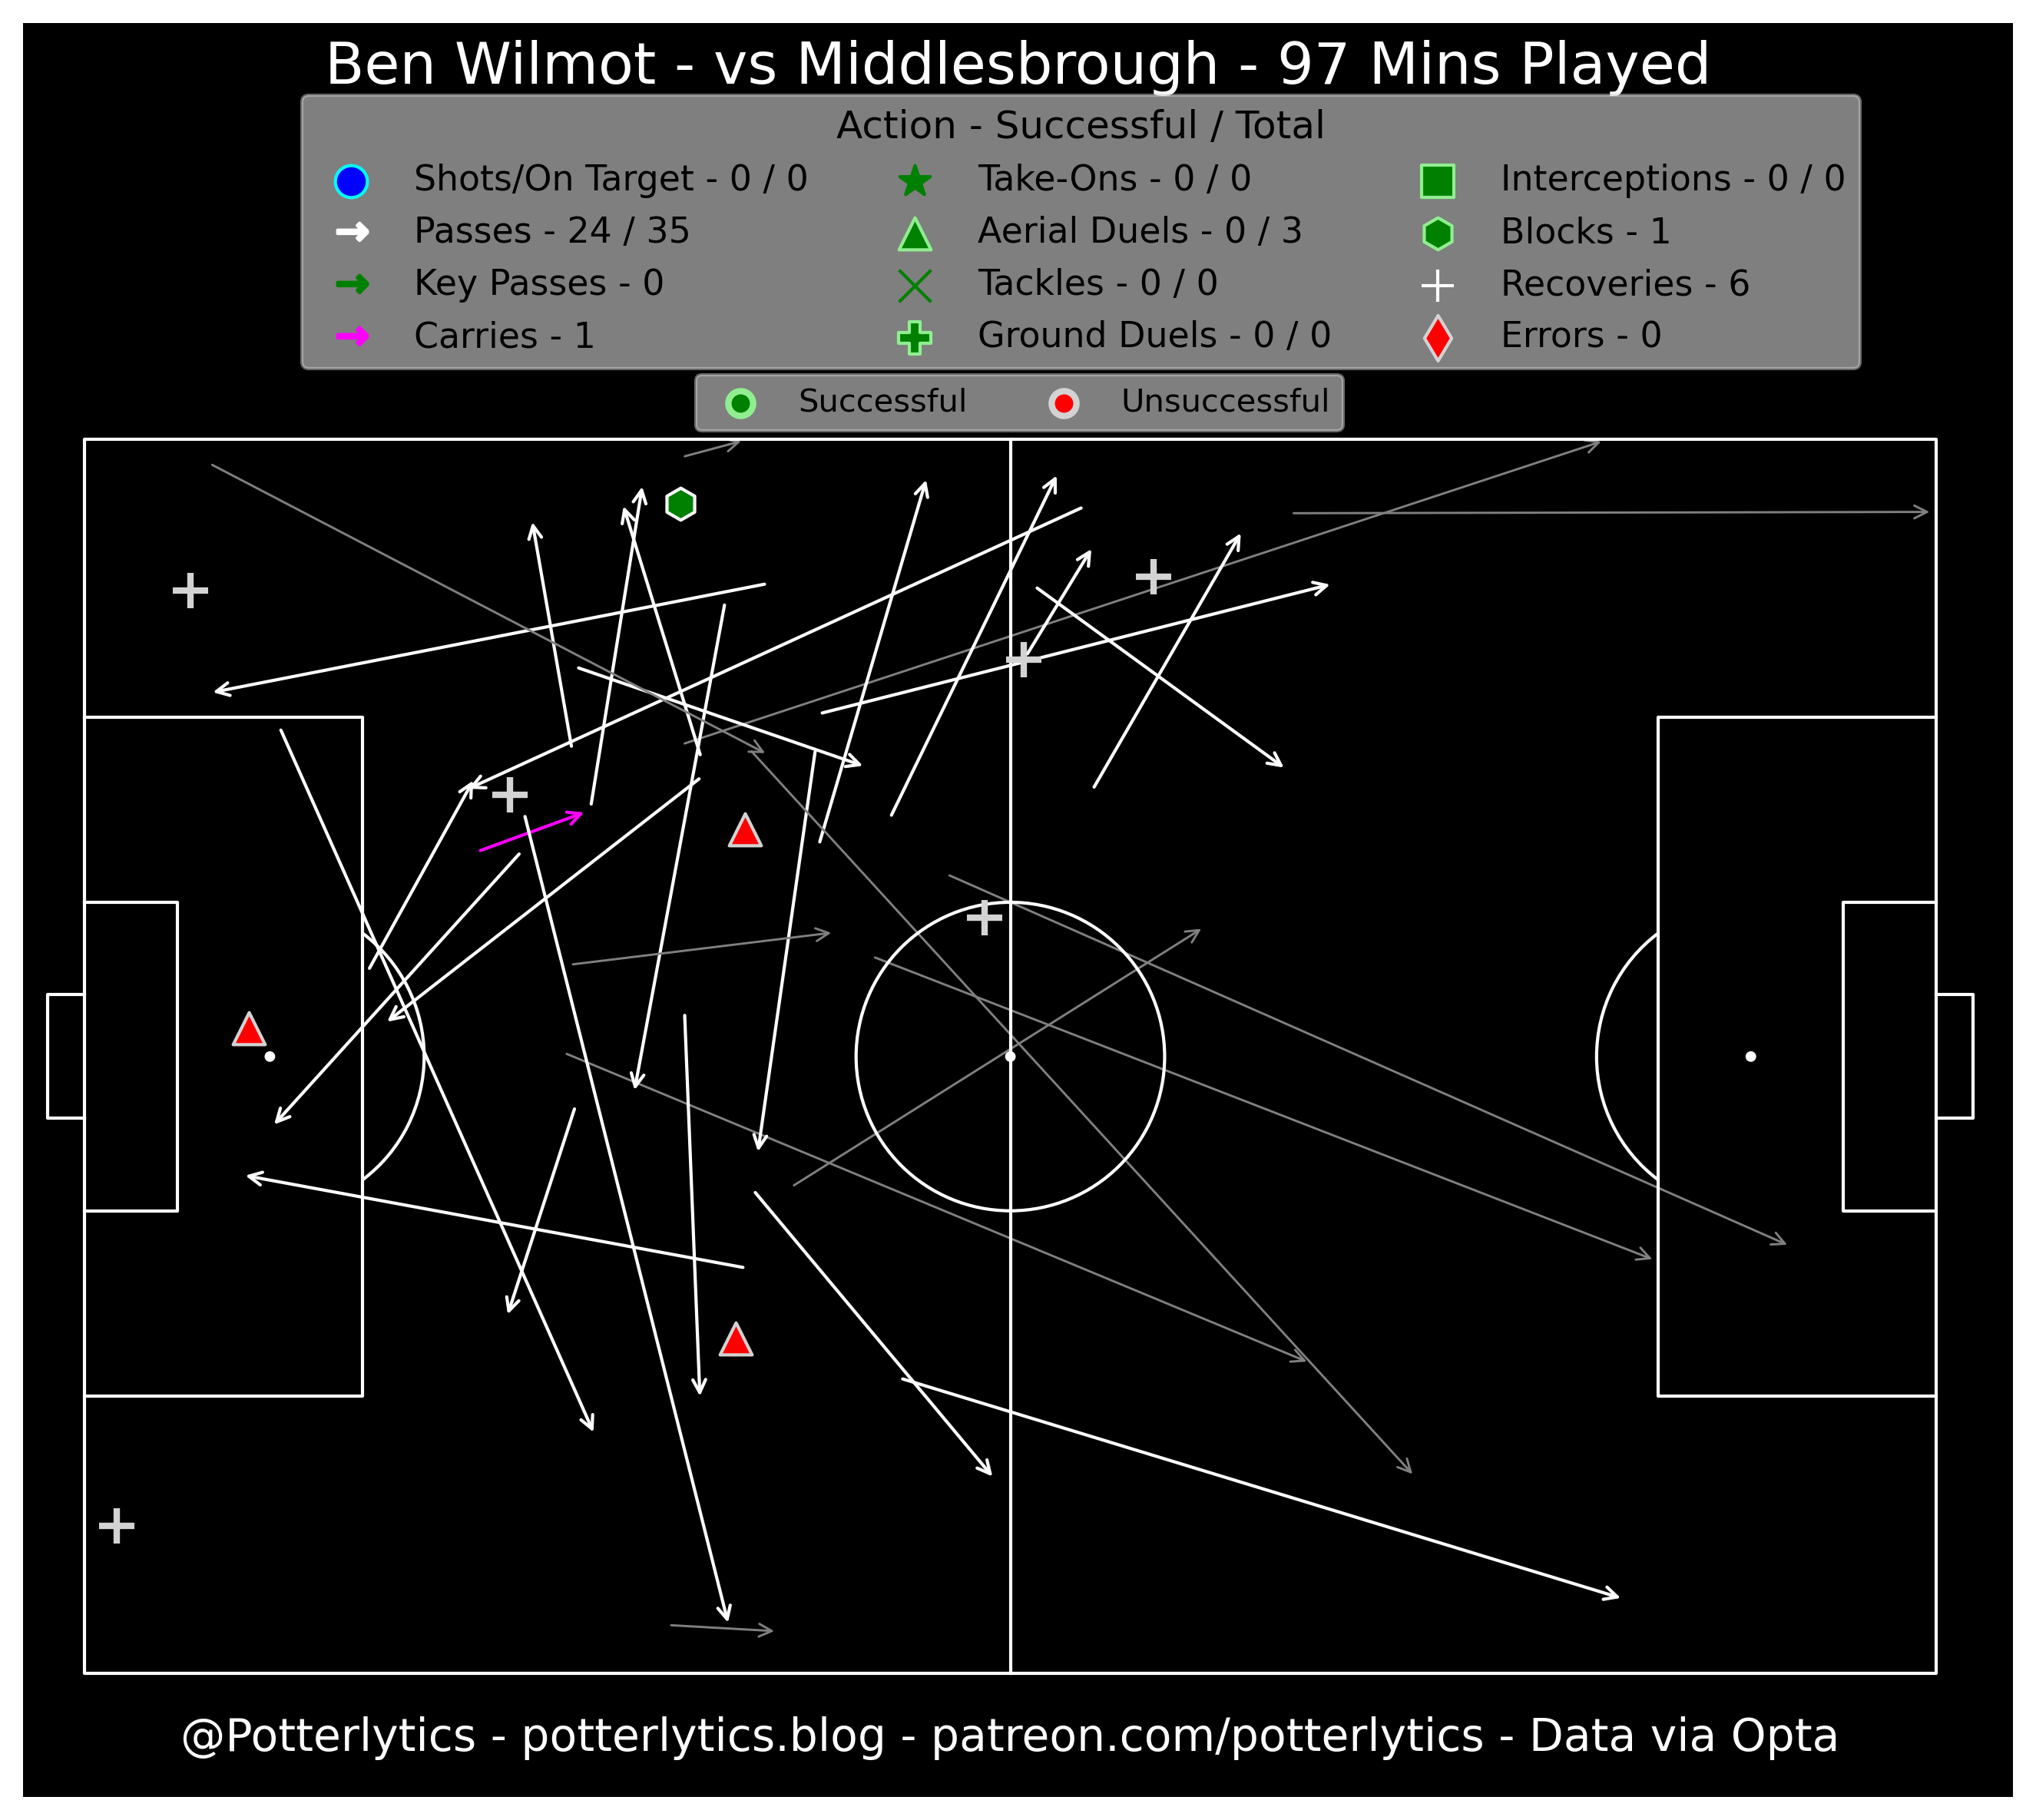 Ben Wilmot - vs Middlesbrough - 97 Mins Played
Action - Successful / Total
Shots/On Target - 0 / 0
Passes - 24 / 35
Key Passes - 0
Carries - 1
Take-Ons - 0 / 0
Aerial Duels - 0 / 3
Tackles - 0 / 0
Ground Duels - 0 / 0
Interceptions - 0 / 0
Blocks - 1
Recoveries - 6
Errors - 0
Successful
Unsuccessful
@Potterlytics - potterlytics.blog - patreon.com/potterlytics - Data via Opta